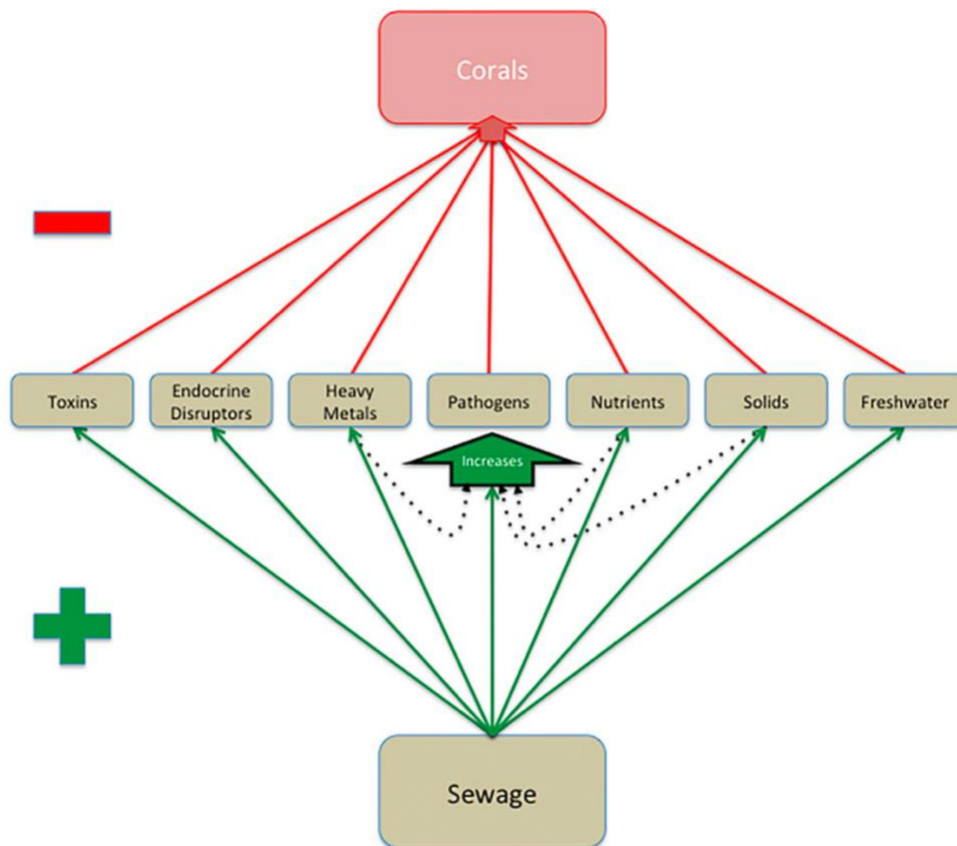 Corals
Toxins
Endocrine
Disruptors
Heavy
Metals
Pathogens
Nutrients
Solids
Freshwater
Increases
Sewage